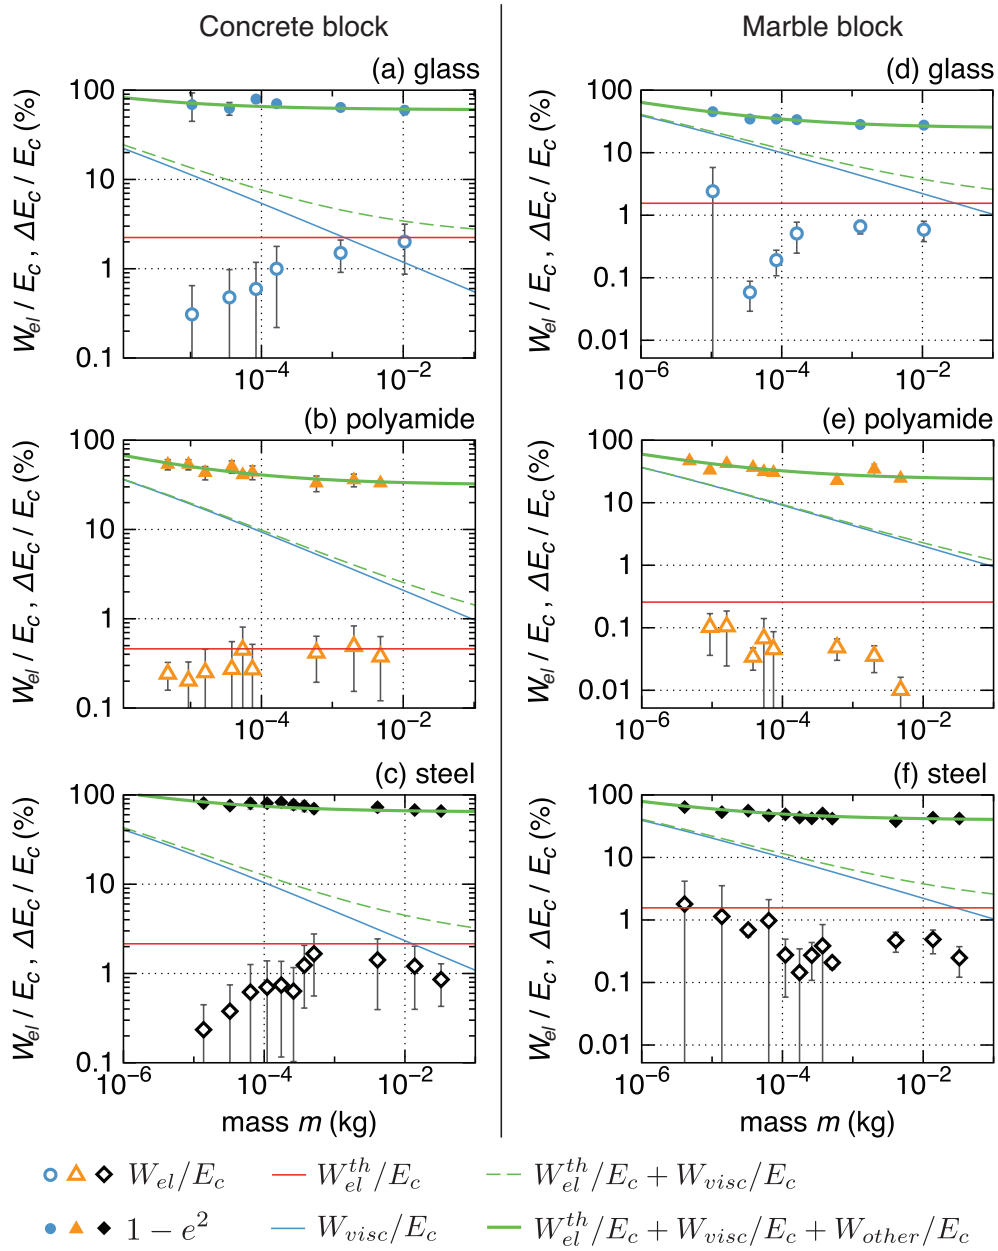 Concrete block
Marble block
(a) glass
(d) glass
W_el / E_c , ΔE_c / E_c (%)
100
10
1
0.1
10^−4
10^−2
W_el / E_c , ΔE_c / E_c (%)
100
10
1
0.1
0.01
10^−6
10^−4
10^−2
(b) polyamide
(e) polyamide
W_el / E_c , ΔE_c / E_c (%)
100
10
1
0.1
10^−4
10^−2
W_el / E_c , ΔE_c / E_c (%)
100
10
1
0.1
0.01
10^−6
10^−4
10^−2
(c) steel
(f) steel
W_el / E_c , ΔE_c / E_c (%)
100
10
1
0.1
10^−6
10^−4
10^−2
mass m (kg)
W_el / E_c , ΔE_c / E_c (%)
100
10
1
0.1
0.01
10^−6
10^−4
10^−2
mass m (kg)
W_el/E_c
W_el^th/E_c
W_el^th/E_c + W_visc/E_c
1 − e^2
W_visc/E_c
W_el^th/E_c + W_visc/E_c + W_other/E_c